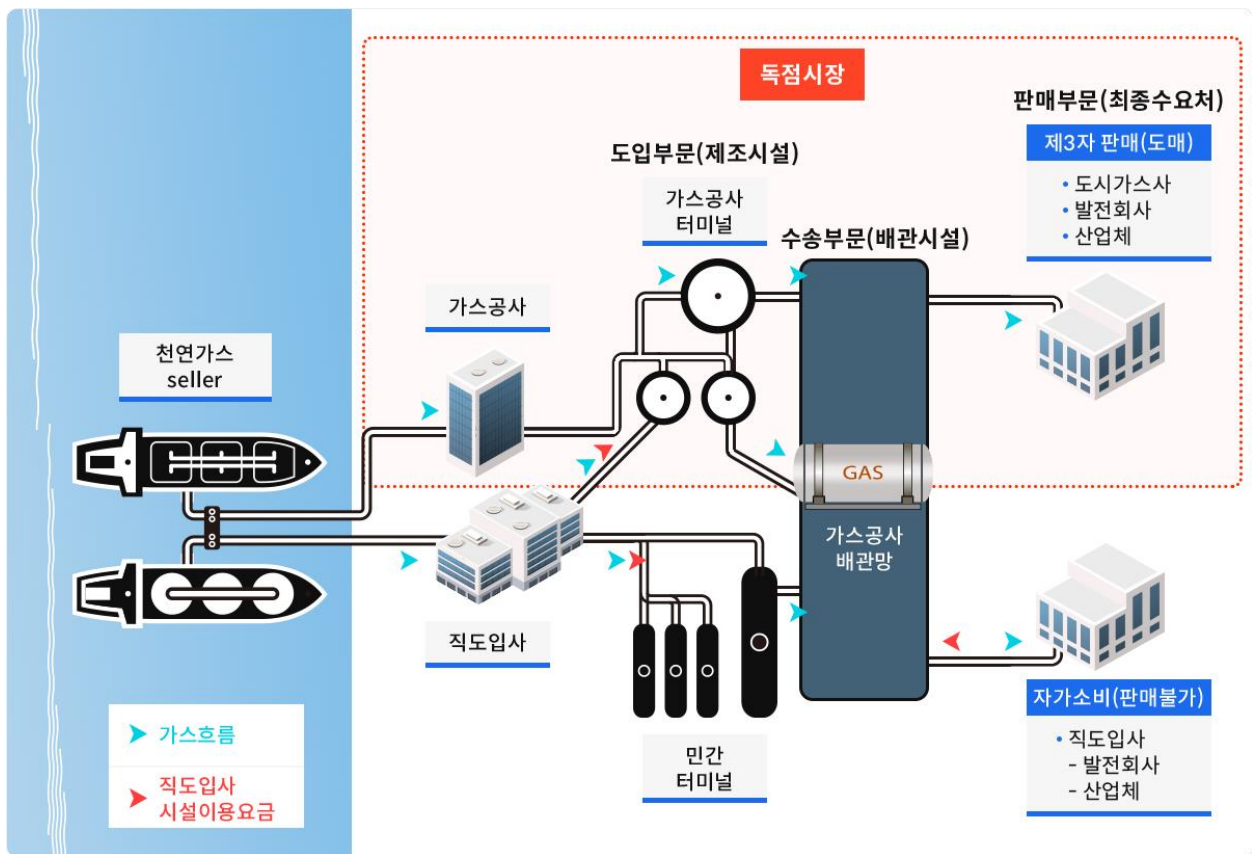 독점시장
판매부문(최종수요처)
제3자 판매(도매)
• 도시가스사
• 발전회사
• 산업체
도입부문(제조시설)
가스공사
터미널
수송부문(배관시설)
가스공사
천연가스
seller
GAS
가스공사
배관망
직도입사
민간
터미널
자가소비(판매불가)
• 직도입사
- 발전회사
- 산업체
가스흐름
직도입사
시설이용요금